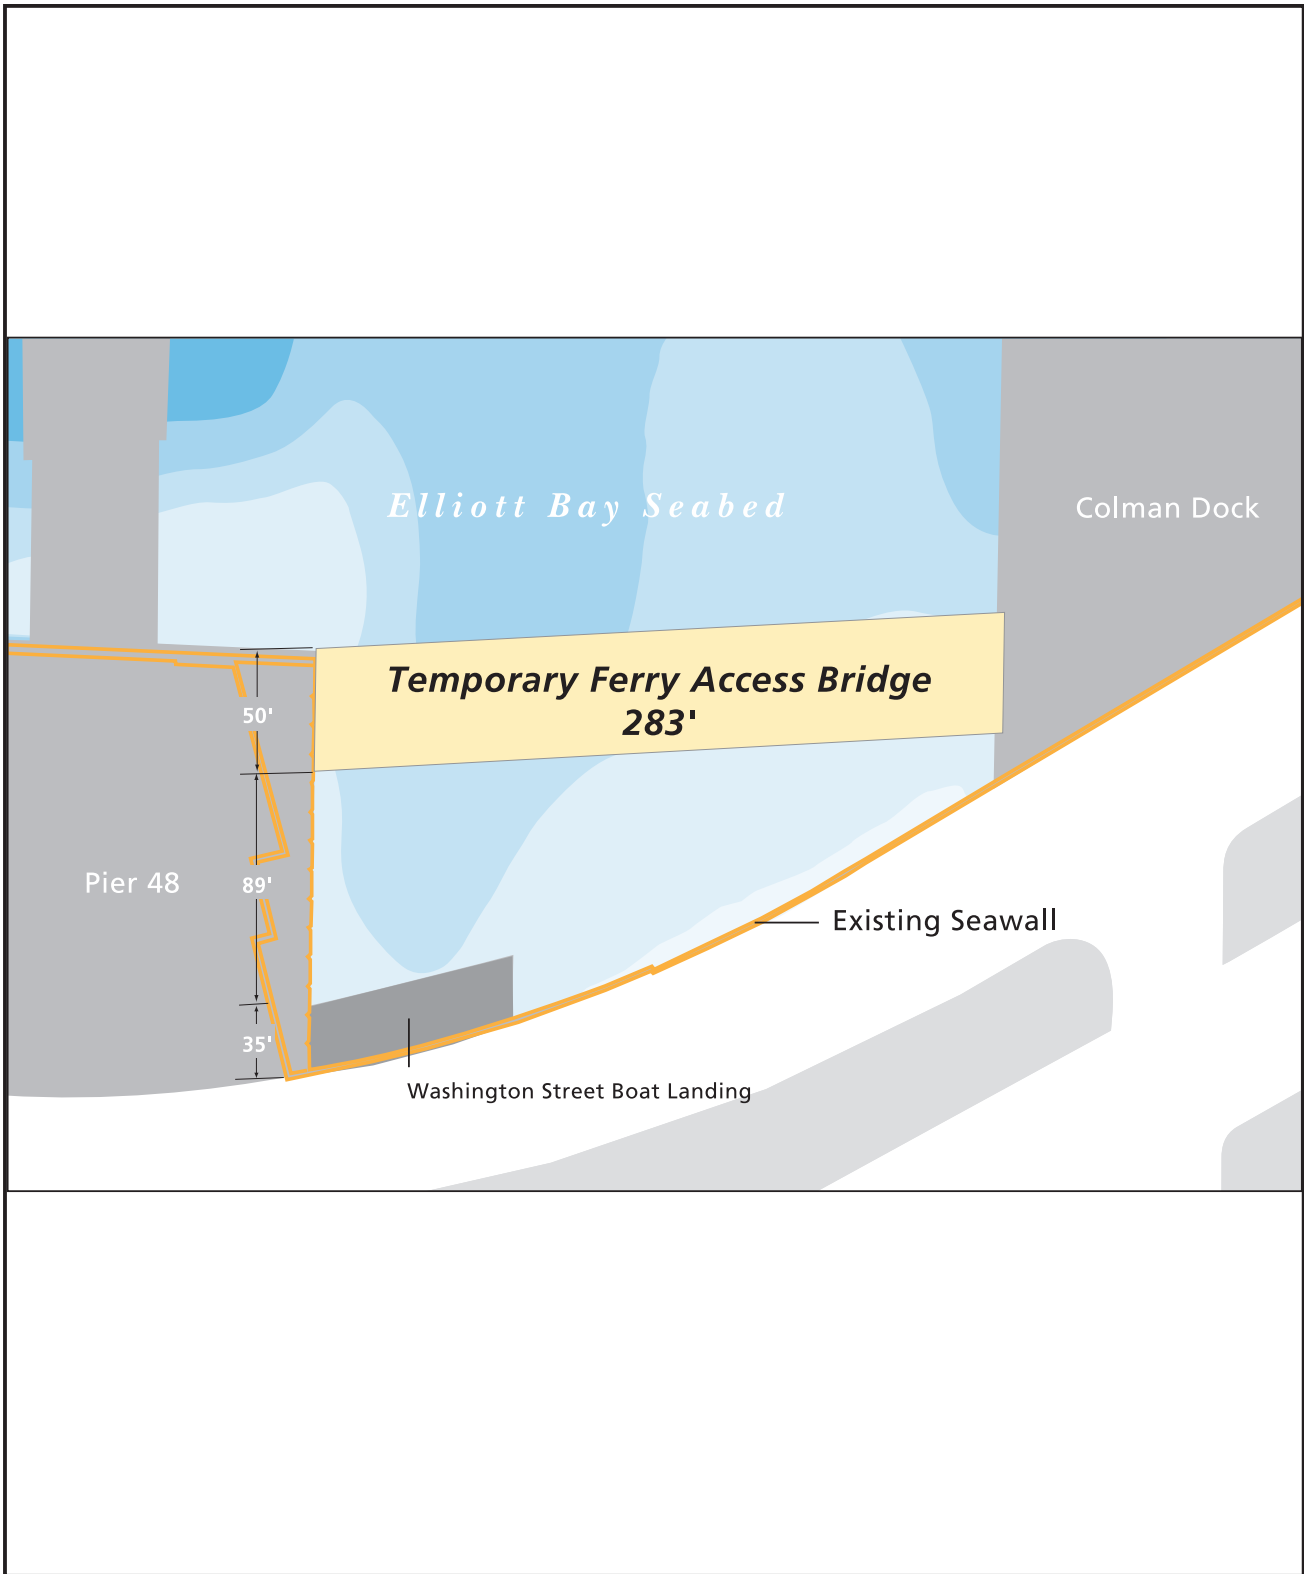 Elliott Bay Seabed
Colman Dock
Temporary Ferry Access Bridge
283'
50'
Pier 48
89'
Existing Seawall
35'
Washington Street Boat Landing